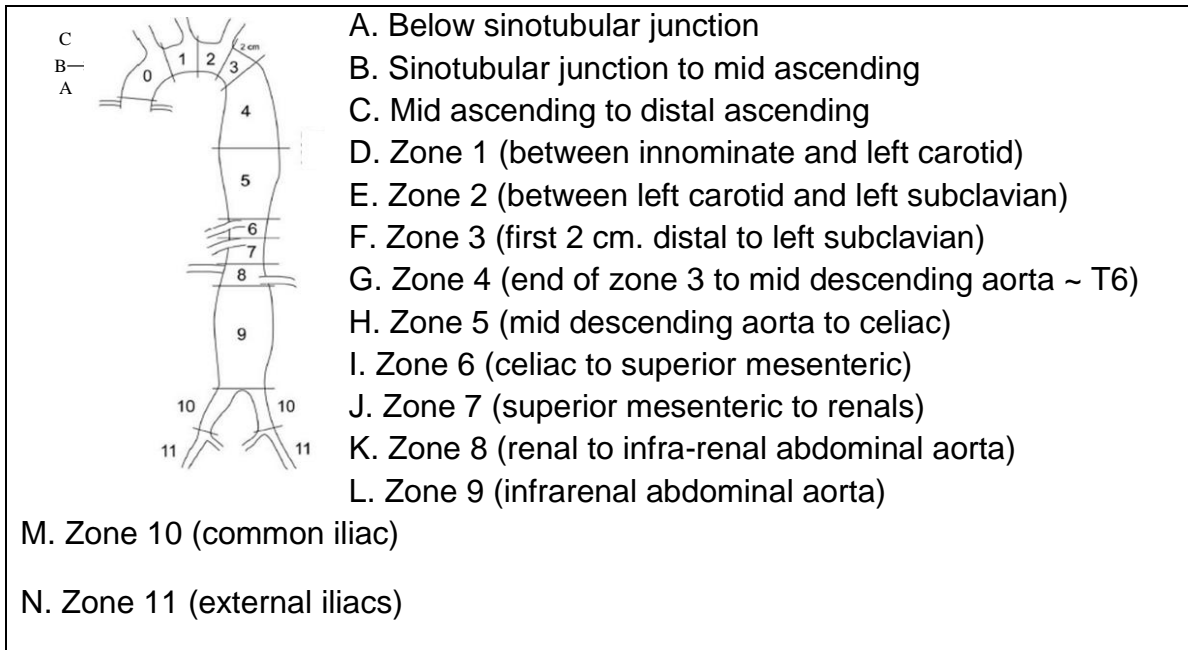 A. Below sinotubular junction
B. Sinotubular junction to mid ascending
C. Mid ascending to distal ascending
D. Zone 1 (between innominate and left carotid)
E. Zone 2 (between left carotid and left subclavian)
F. Zone 3 (first 2 cm. distal to left subclavian)
G. Zone 4 (end of zone 3 to mid descending aorta ~ T6)
H. Zone 5 (mid descending aorta to celiac)
I. Zone 6 (celiac to superior mesenteric)
J. Zone 7 (superior mesenteric to renals)
K. Zone 8 (renal to infra-renal abdominal aorta)
L. Zone 9 (infrarenal abdominal aorta)
M. Zone 10 (common iliac)
N. Zone 11 (external iliacs)
C
B
A
0
1
2
2 cm
3
4
5
6
7
8
9
10
10
11
11